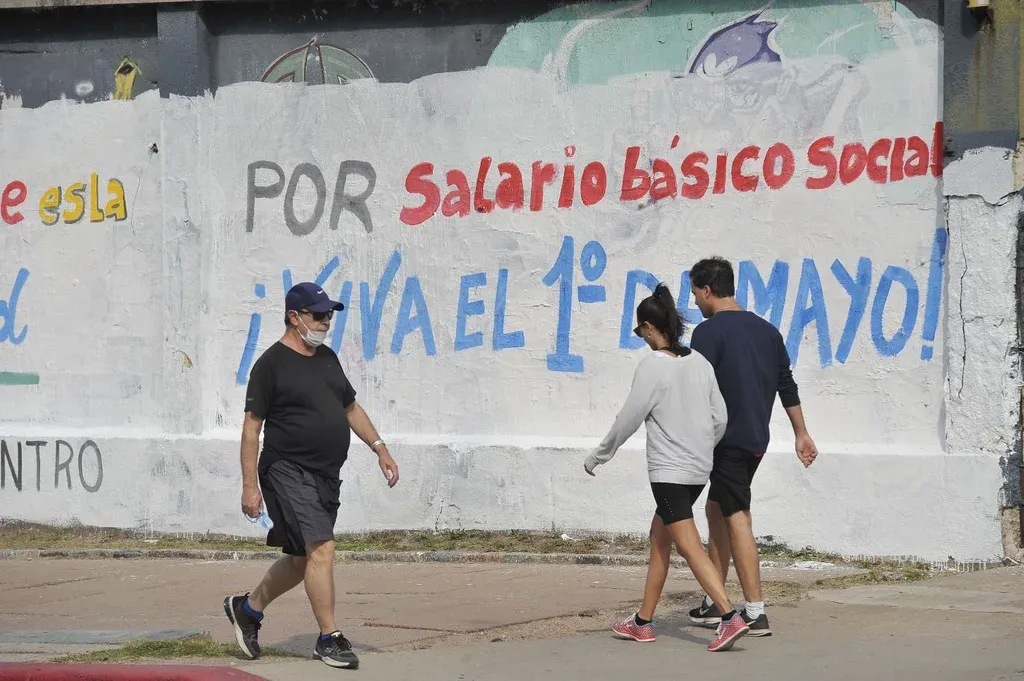 e esla
POR Salario básico Social
¡VIVA EL 1º DE MAYO!
NTRO